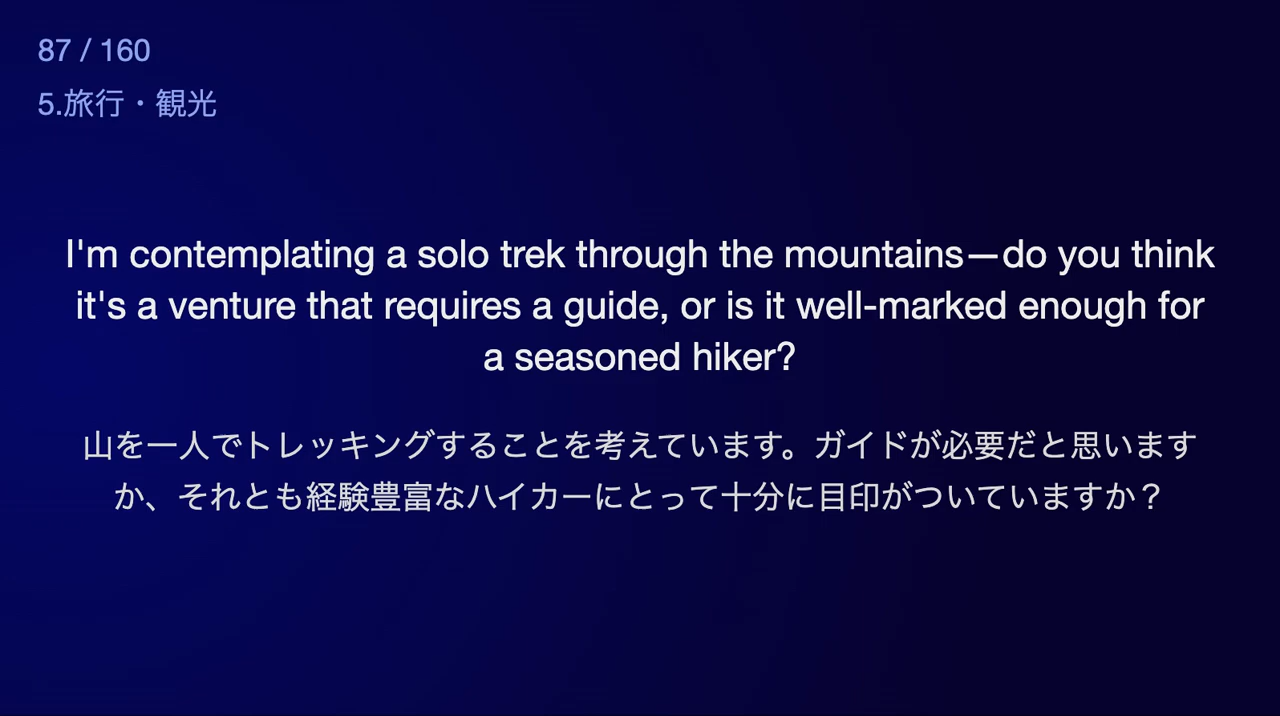 87 / 160
5.旅行・観光
I'm contemplating a solo trek through the mountains—do you think
it's a venture that requires a guide, or is it well-marked enough for
a seasoned hiker?
山を一人でトレッキングすることを考えています。ガイドが必要だと思います
か、それとも経験豊富なハイカーにとって十分に目印がついていますか？